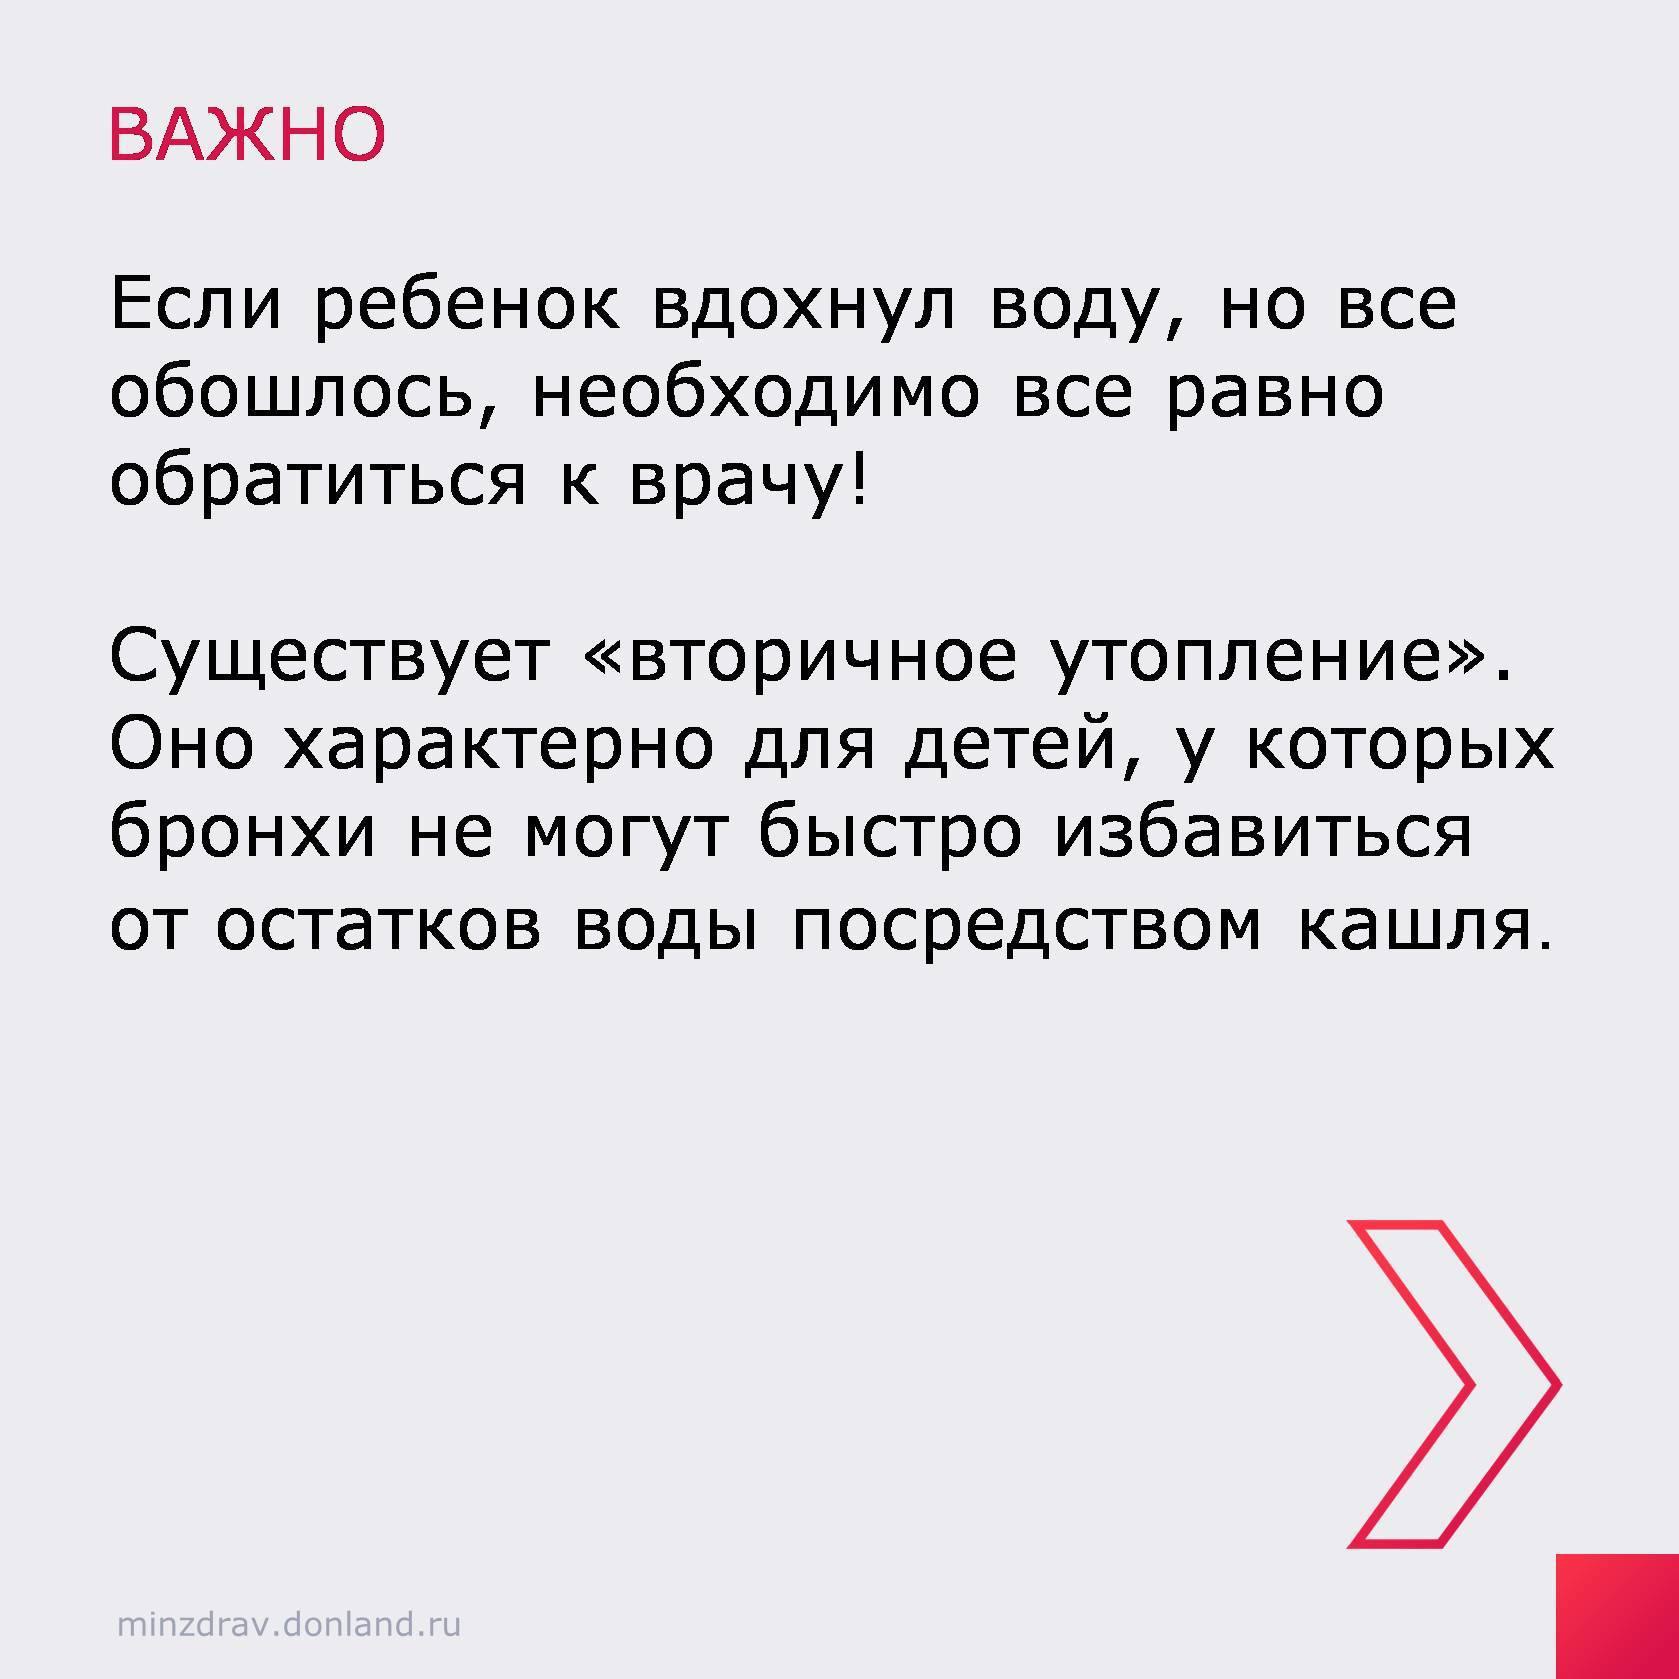 ВАЖНО
Если ребенок вдохнул воду, но все
обошлось, необходимо все равно
обратиться к врачу!
Существует «вторичное утопление».
Оно характерно для детей, у которых
бронхи не могут быстро избавиться
от остатков воды посредством кашля.
minzdrav.donland.ru